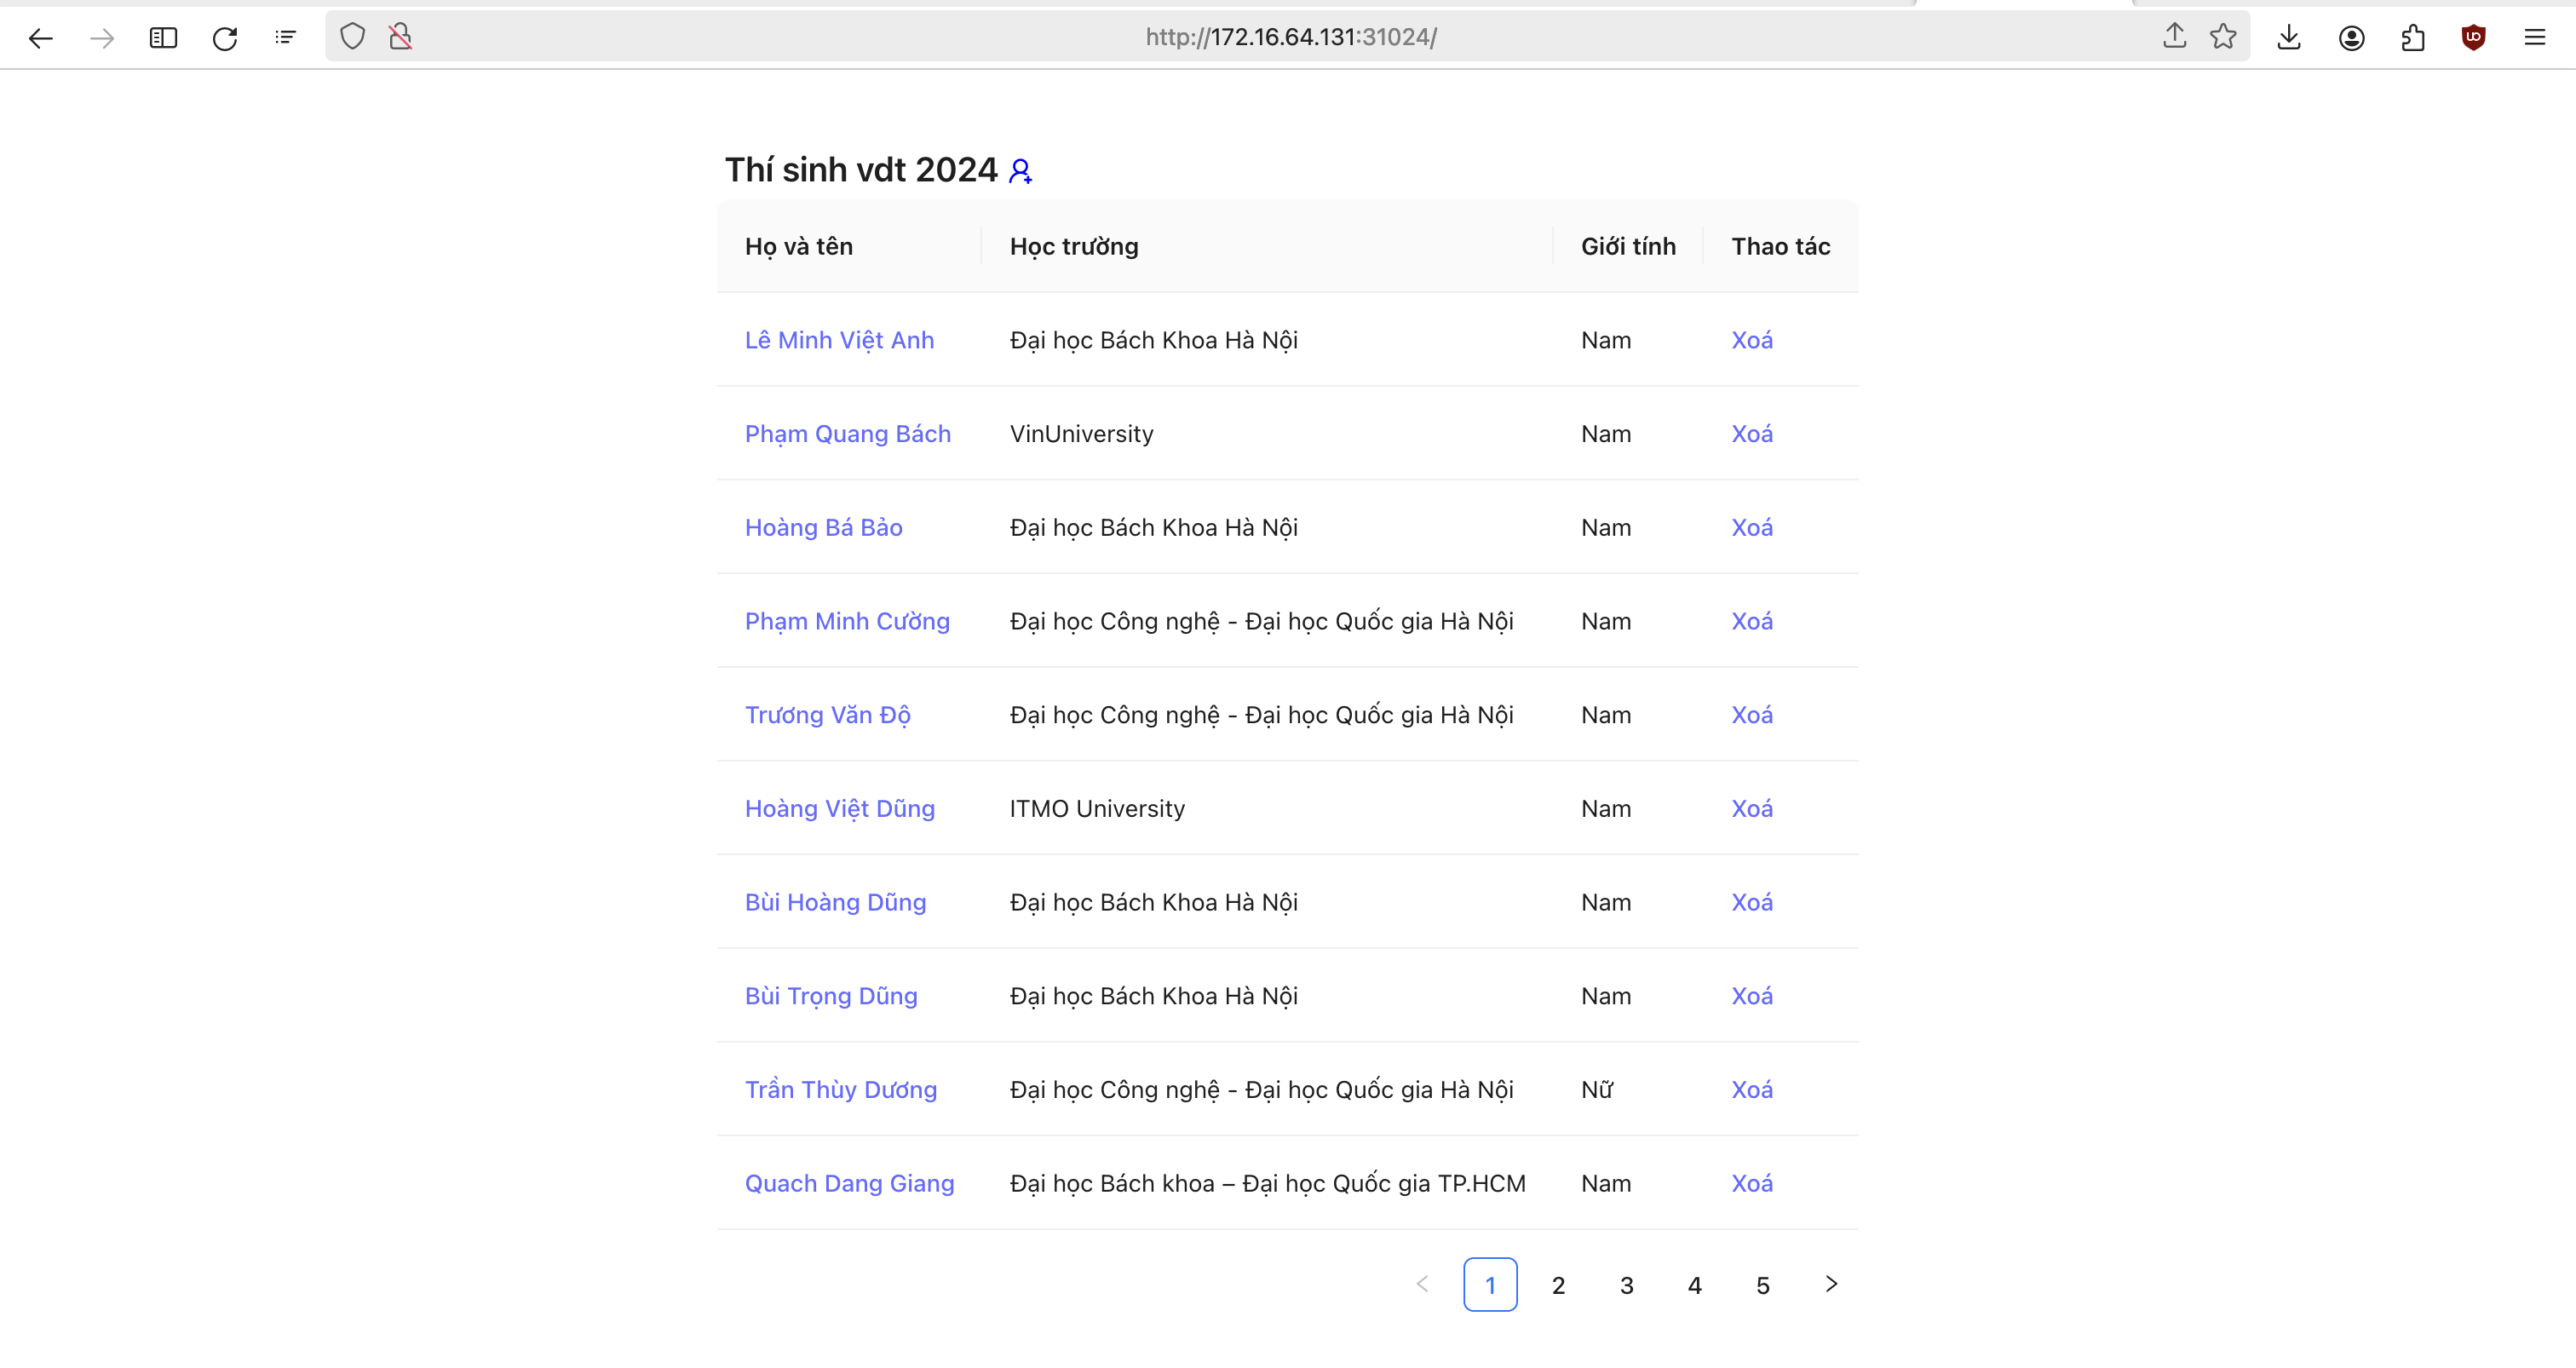 http://172.16.64.131:31024/
Thí sinh vdt 2024
Họ và tên Học trường Giới tính Thao tác
Lê Minh Việt Anh Đại học Bách Khoa Hà Nội Nam Xoá
Phạm Quang Bách VinUniversity Nam Xoá
Hoàng Bá Bảo Đại học Bách Khoa Hà Nội Nam Xoá
Phạm Minh Cường Đại học Công nghệ - Đại học Quốc gia Hà Nội Nam Xoá
Trương Văn Độ Đại học Công nghệ - Đại học Quốc gia Hà Nội Nam Xoá
Hoàng Việt Dũng ITMO University Nam Xoá
Bùi Hoàng Dũng Đại học Bách Khoa Hà Nội Nam Xoá
Bùi Trọng Dũng Đại học Bách Khoa Hà Nội Nam Xoá
Trần Thùy Dương Đại học Công nghệ - Đại học Quốc gia Hà Nội Nữ Xoá
Quach Dang Giang Đại học Bách khoa – Đại học Quốc gia TP.HCM Nam Xoá
1 2 3 4 5